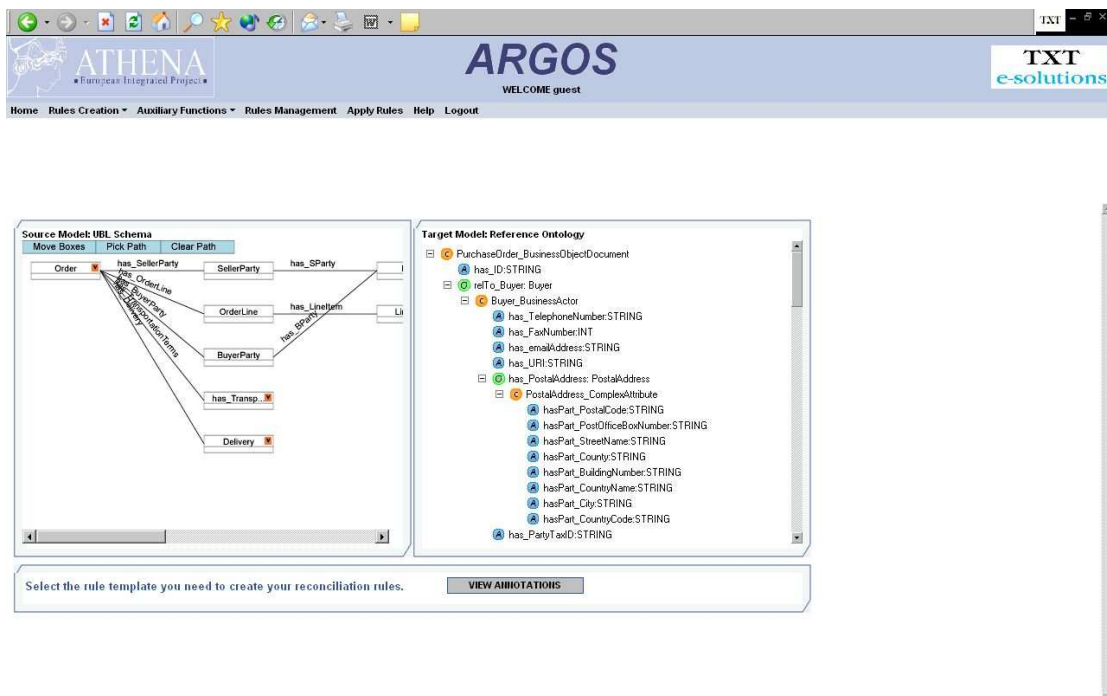 TXT
ATHENA
European Integrated Project
ARGOS
WELCOME guest
TXT
e-solutions
Home Rules Creation Auxiliary Functions Rules Management Apply Rules Help Logout
Source Model: UBL Schema
Move Boxes Pick Path Clear Path
Order
has_SellerParty
SellerParty
has_SParty
has_OrderLine
OrderLine
has_LineItem
Li
has_BuyerParty
BuyerParty
has_BParty
has_TransportationTerms
has_Transp...
has_Delivery
Delivery
Target Model: Reference Ontology
C PurchaseOrder_BusinessObjectDocument
A has_ID:STRING
O relTo_Buyer: Buyer
C Buyer_BusinessActor
A has_TelephoneNumber:STRING
A has_FaxNumber:INT
A has_emailAddress:STRING
A has_URI:STRING
O has_PostalAddress: PostalAddress
C PostalAddress_ComplexAttribute
A hasPart_PostalCode:STRING
A hasPart_PostOfficeBoxNumber:STRING
A hasPart_StreetName:STRING
A hasPart_County:STRING
A hasPart_BuildingNumber:STRING
A hasPart_CountryName:STRING
A hasPart_City:STRING
A hasPart_CountryCode:STRING
A has_PartyTaxID:STRING
Select the rule template you need to create your reconciliation rules.
VIEW ANNOTATIONS